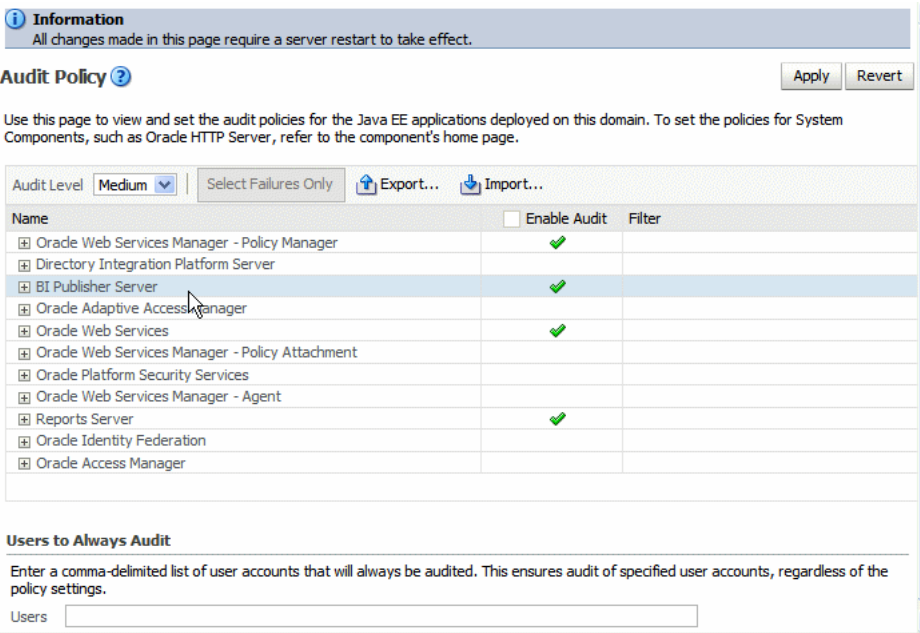 Information
All changes made in this page require a server restart to take effect.
Audit Policy
Apply Revert
Use this page to view and set the audit policies for the Java EE applications deployed on this domain. To set the policies for System
Components, such as Oracle HTTP Server, refer to the component's home page.
Audit Level Medium Select Failures Only Export... Import...
Name Enable Audit Filter
Oracle Web Services Manager - Policy Manager
Directory Integration Platform Server
BI Publisher Server
Oracle Adaptive Access Manager
Oracle Web Services
Oracle Web Services Manager - Policy Attachment
Oracle Platform Security Services
Oracle Web Services Manager - Agent
Reports Server
Oracle Identity Federation
Oracle Access Manager
Users to Always Audit
Enter a comma-delimited list of user accounts that will always be audited. This ensures audit of specified user accounts, regardless of the
policy settings.
Users